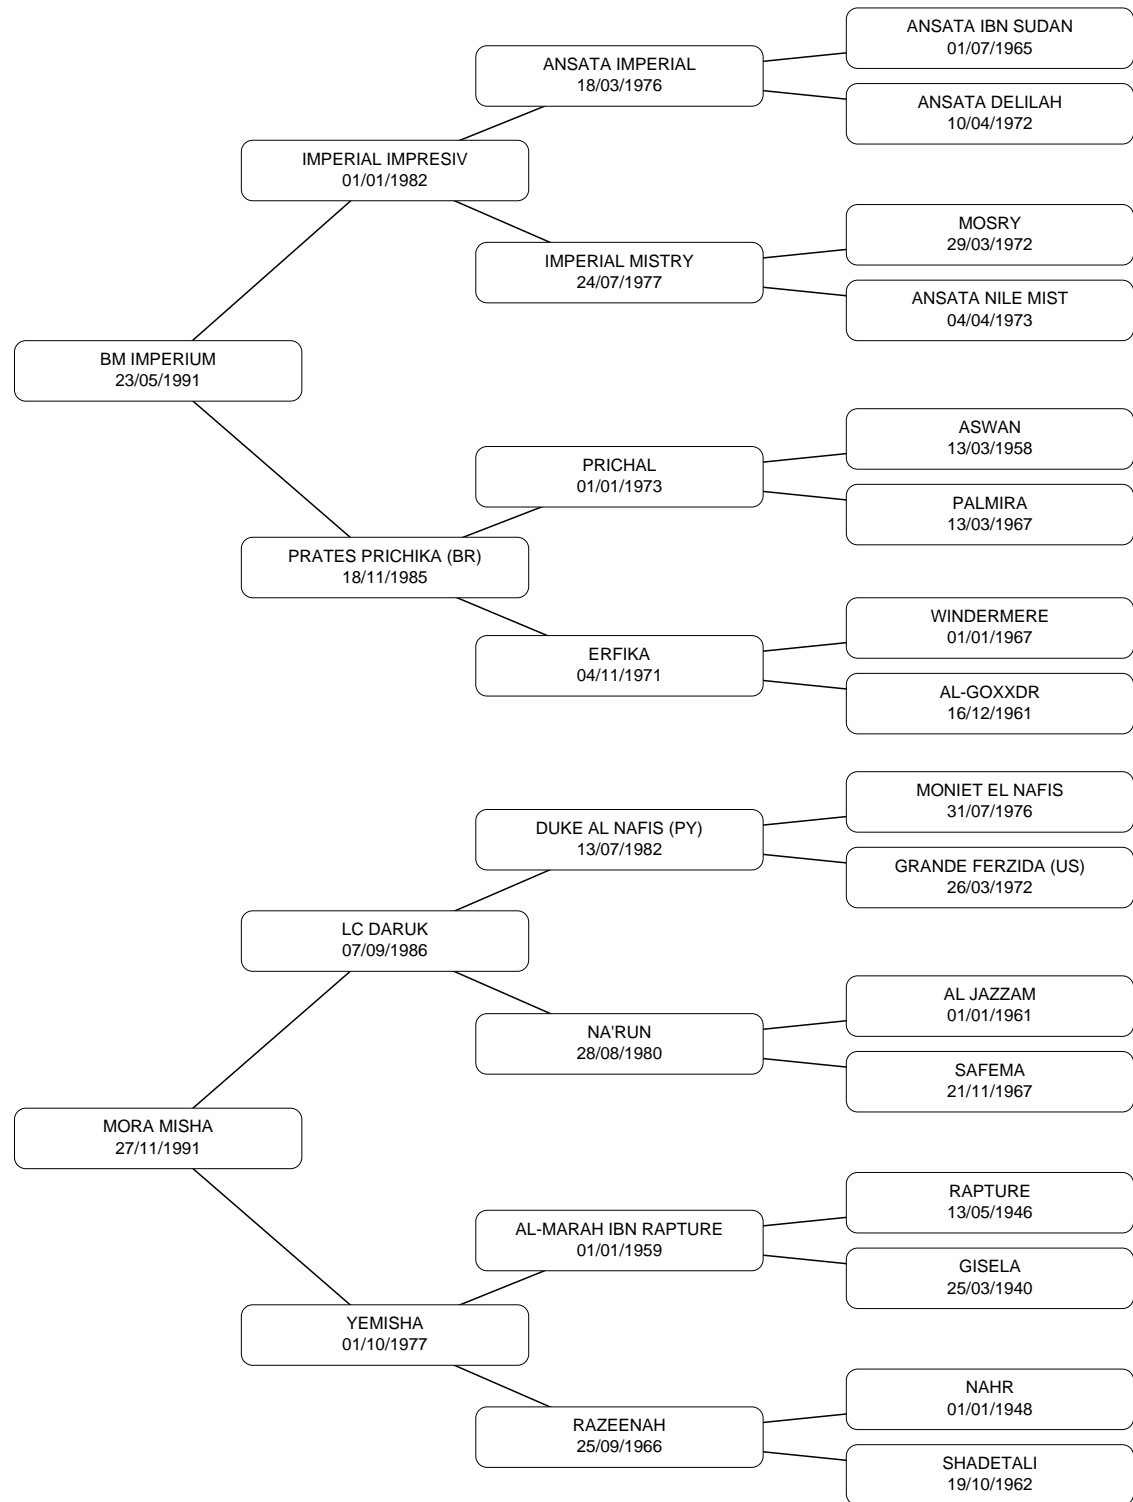 ANSATA IBN SUDAN
01/07/1965
ANSATA IMPERIAL
18/03/1976
ANSATA DELILAH
10/04/1972
IMPERIAL IMPRESIV
01/01/1982
MOSRY
29/03/1972
IMPERIAL MISTRY
24/07/1977
ANSATA NILE MIST
04/04/1973
BM IMPERIUM
23/05/1991
ASWAN
13/03/1958
PRICHAL
01/01/1973
PALMIRA
13/03/1967
PRATES PRICHIKA (BR)
18/11/1985
WINDERMERE
01/01/1967
ERFIKA
04/11/1971
AL-GOXXDR
16/12/1961
MONIET EL NAFIS
31/07/1976
DUKE AL NAFIS (PY)
13/07/1982
GRANDE FERZIDA (US)
26/03/1972
LC DARUK
07/09/1986
AL JAZZAM
01/01/1961
NA'RUN
28/08/1980
SAFEMA
21/11/1967
MORA MISHA
27/11/1991
RAPTURE
13/05/1946
AL-MARAH IBN RAPTURE
01/01/1959
GISELA
25/03/1940
YEMISHA
01/10/1977
NAHR
01/01/1948
RAZEENAH
25/09/1966
SHADETALI
19/10/1962